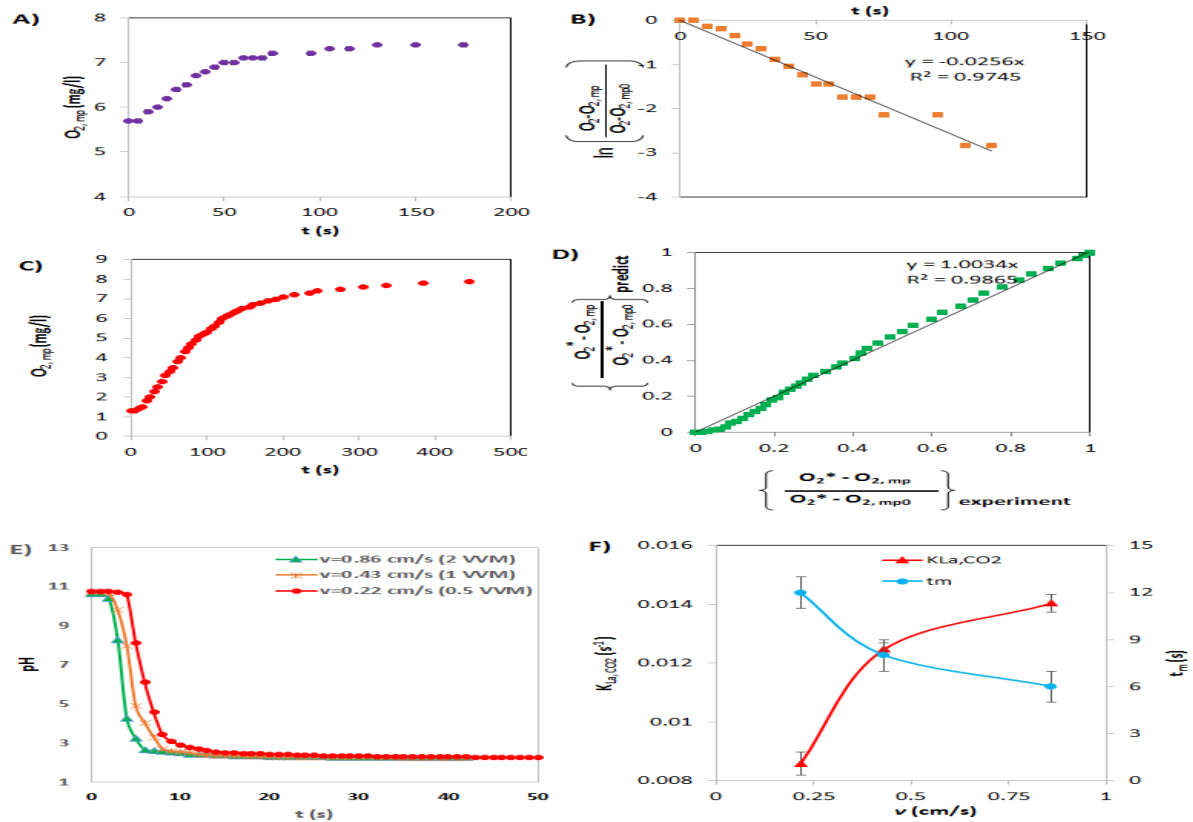 A)
8
7
6
5
4
O2, mp (mg/l)
0 50 100 150 200
t (s)
B)
t (s)
0 50 100 150
0
-1
-2
-3
-4
y = -0.0256x
R² = 0.9745
ln
O2-O2,mp
O2-O2,mp0
C)
9
8
7
6
5
4
3
2
1
0
O2, mp (mg/l)
0 100 200 300 400 500
t (s)
D)
1
0.8
0.6
0.4
0.2
0
y = 1.0034x
R² = 0.9865
O2* - O2, mp
O2* - O2, mp0
predict
0 0.2 0.4 0.6 0.8 1
O2* - O2, mp
O2* - O2, mp0
experiment
E)
13
11
9
7
5
3
1
pH
v=0.86 cm/s (2 VVM)
v=0.43 cm/s (1 VVM)
v=0.22 cm/s (0.5 VVM)
0 10 20 30 40 50
t (s)
F)
0.016
0.014
0.012
0.01
0.008
KLa,CO2 (s-1)
KLa,CO2
tm
15
12
9
6
3
0
tm (s)
0 0.25 0.5 0.75 1
v (cm/s)